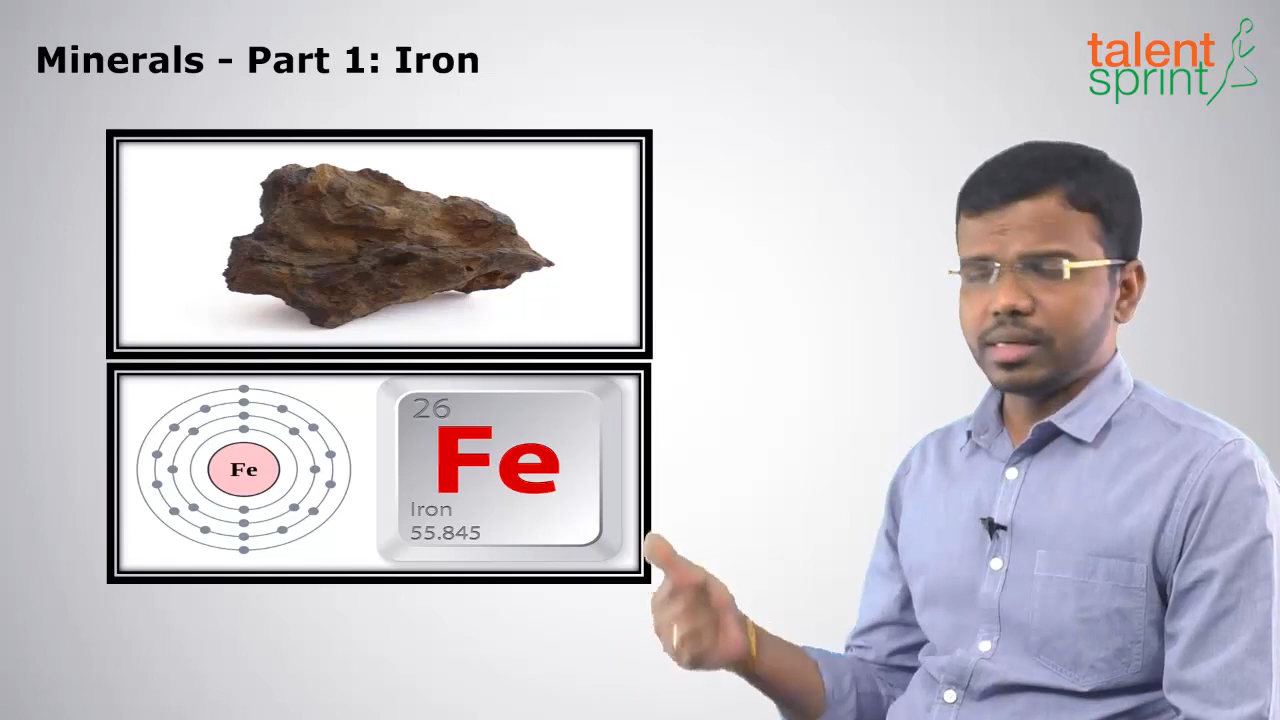 Minerals - Part 1: Iron
talent
sprint
Fe
26
Fe
Iron
55.845